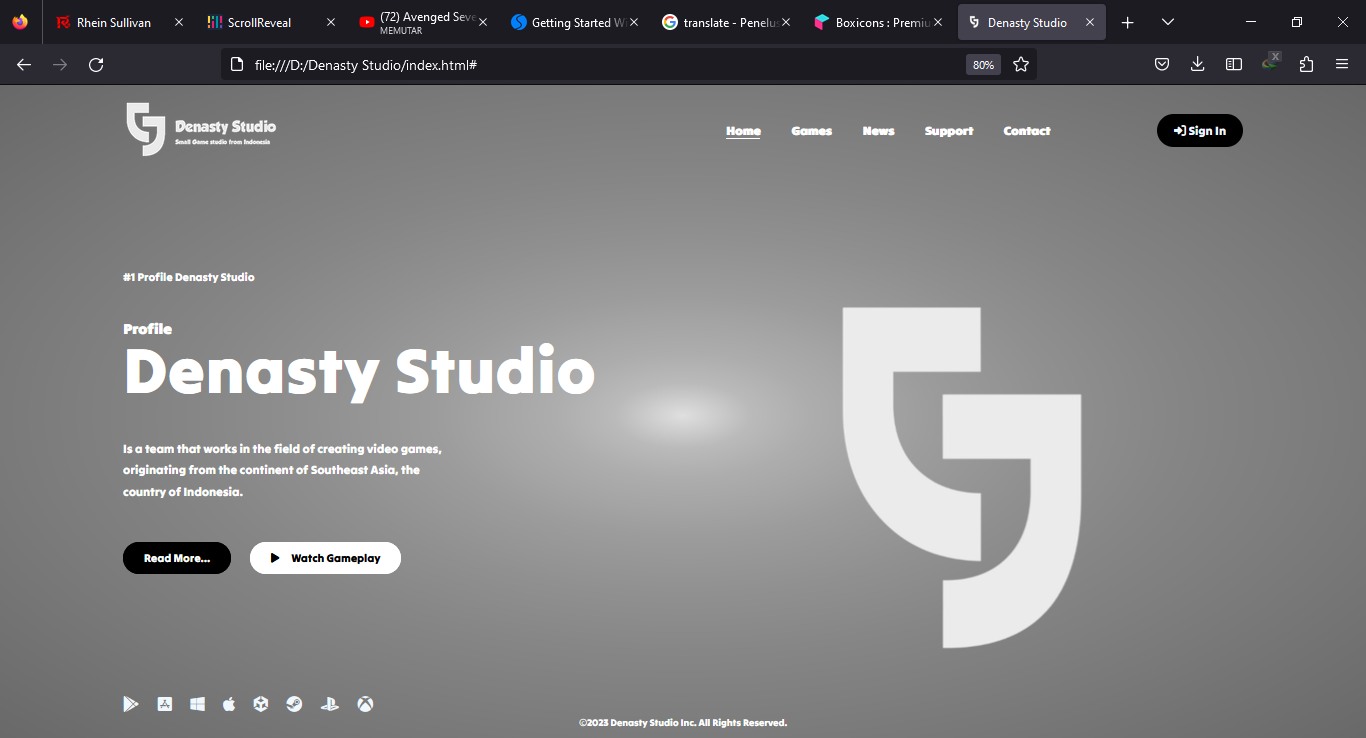 Rhein Sullivan
ScrollReveal
(72) Avenged Seve
MEMUTAR
Getting Started Wi
translate - Penelus
Boxicons : Premiu
Denasty Studio
file:///D:/Denasty Studio/index.html#
80%
Denasty Studio
Small Game studio from Indonesia
Home
Games
News
Support
Contact
Sign In
#1 Profile Denasty Studio
Profile
Denasty Studio
Is a team that works in the field of creating video games,
originating from the continent of Southeast Asia, the
country of Indonesia.
Read More...
Watch Gameplay
©2023 Denasty Studio Inc. All Rights Reserved.